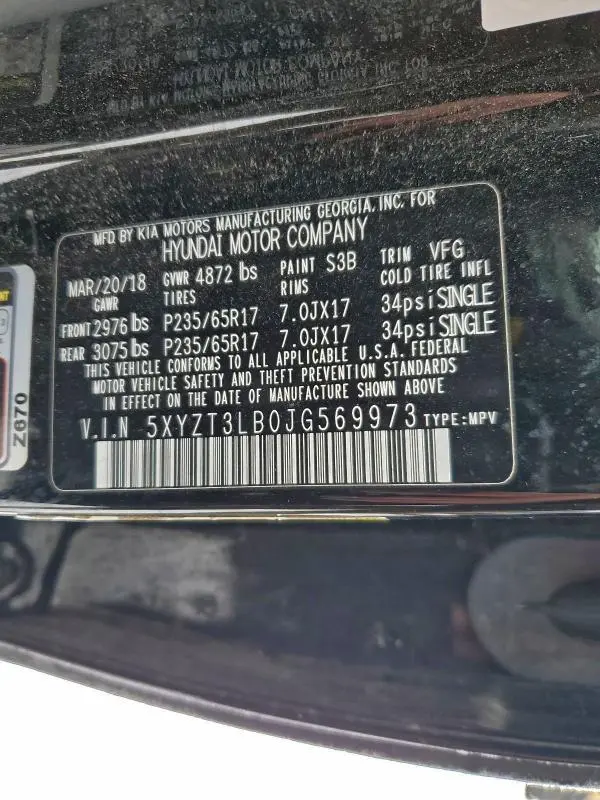 MFD BY KIA MOTORS MANUFACTURING GEORGIA, INC. FOR
HYUNDAI MOTOR COMPANY
MAR/20/18 GVWR 4872 lbs PAINT S3B TRIM VFG
GAWR TIRES RIMS COLD TIRE INFL
FRONT 2976 lbs P235/65R17 7.0JX17 34psi SINGLE
REAR 3075 lbs P235/65R17 7.0JX17 34psi SINGLE
THIS VEHICLE CONFORMS TO ALL APPLICABLE U.S.A. FEDERAL
MOTOR VEHICLE SAFETY AND THEFT PREVENTION STANDARDS
IN EFFECT ON THE DATE OF MANUFACTURE SHOWN ABOVE
V.I.N 5XYZT3LB0JG569973 TYPE:MPV
Z670